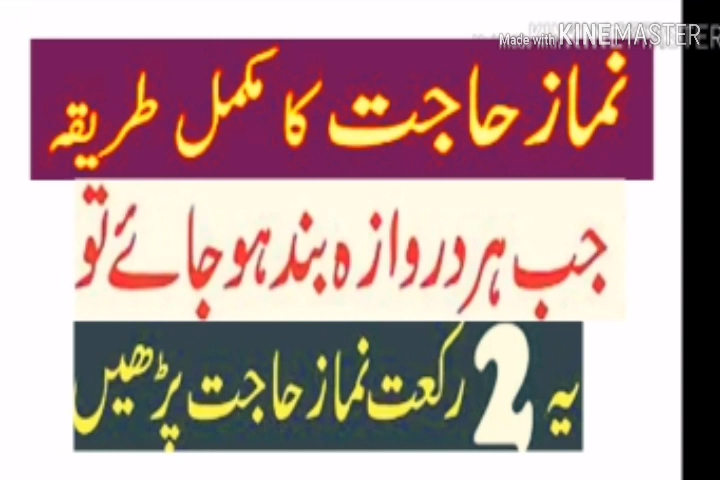 Made with KINEMASTER
نماز حاجت کا مکمل طریقہ
جب ہر دروازہ بند ہو جائے تو
یہ 2 رکعت نماز حاجت پڑھیں